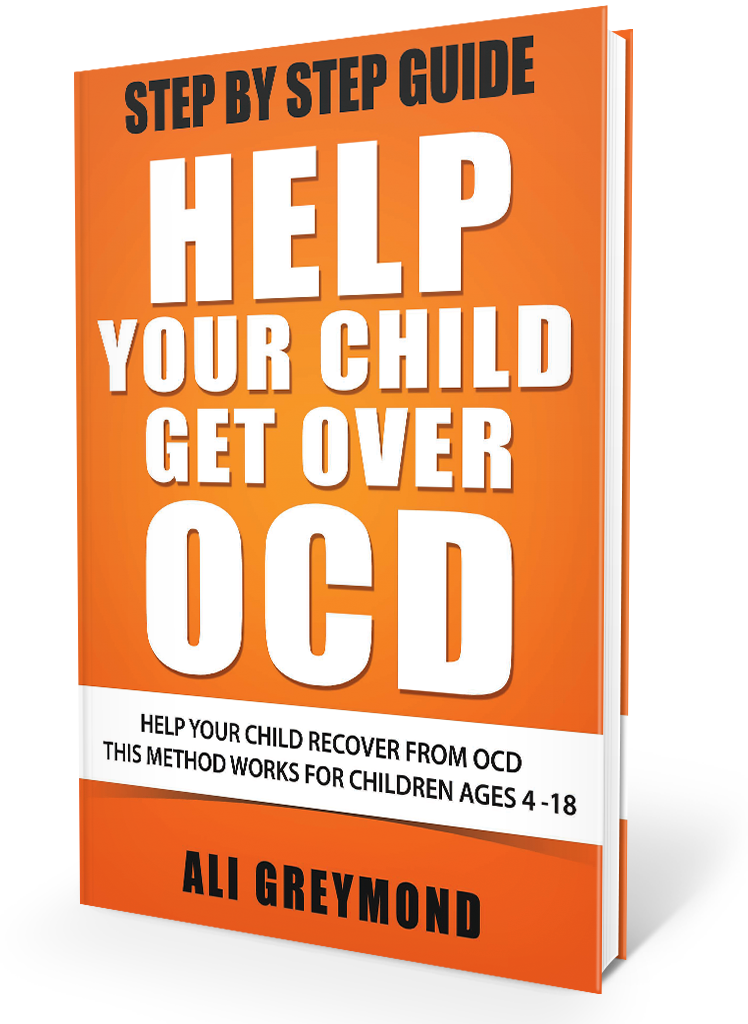 STEP BY STEP GUIDE
HELP
YOUR CHILD
GET OVER
OCD
HELP YOUR CHILD RECOVER FROM OCD
THIS METHOD WORKS FOR CHILDREN AGES 4 -18
ALI GREYMOND